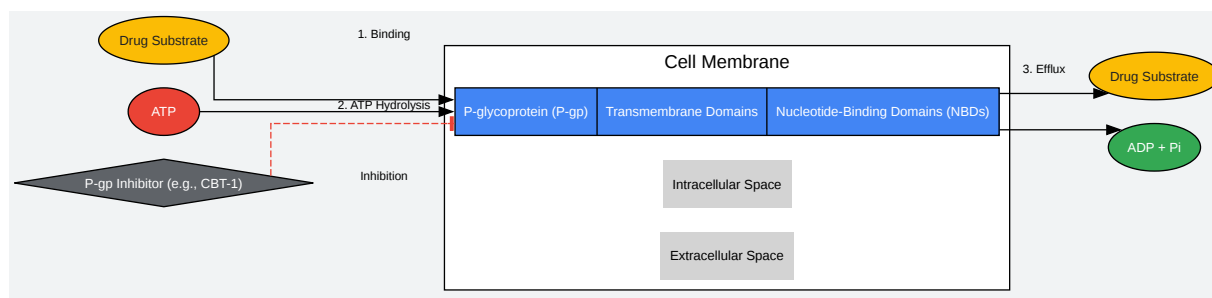 1. Binding
Drug Substrate
Cell Membrane
3. Efflux
Drug Substrate
2. ATP Hydrolysis
ATP
P-glycoprotein (P-gp)
Transmembrane Domains
Nucleotide-Binding Domains (NBDs)
ADP + Pi
P-gp Inhibitor (e.g., CBT-1)
Inhibition
Intracellular Space
Extracellular Space